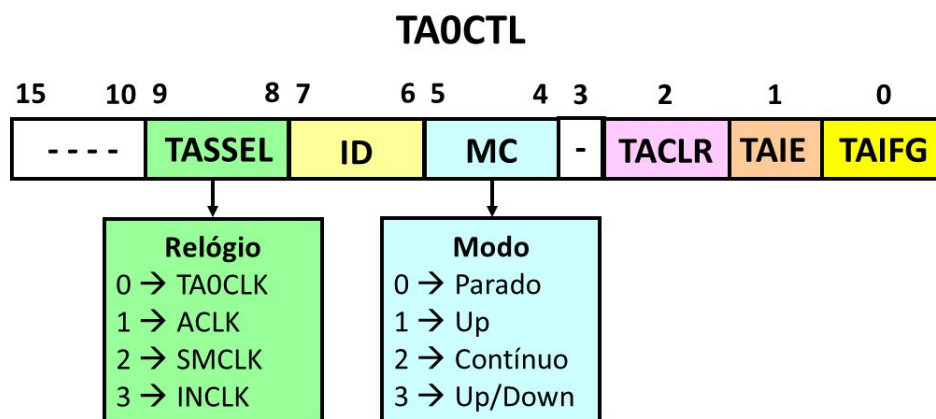 TA0CTL
15 10 9 8 7 6 5 4 3 2 1 0
- - - - TASSEL ID MC - TACLR TAIE TAIFG
Relógio
0 → TA0CLK
1 → ACLK
2 → SMCLK
3 → INCLK
Modo
0 → Parado
1 → Up
2 → Contínuo
3 → Up/Down